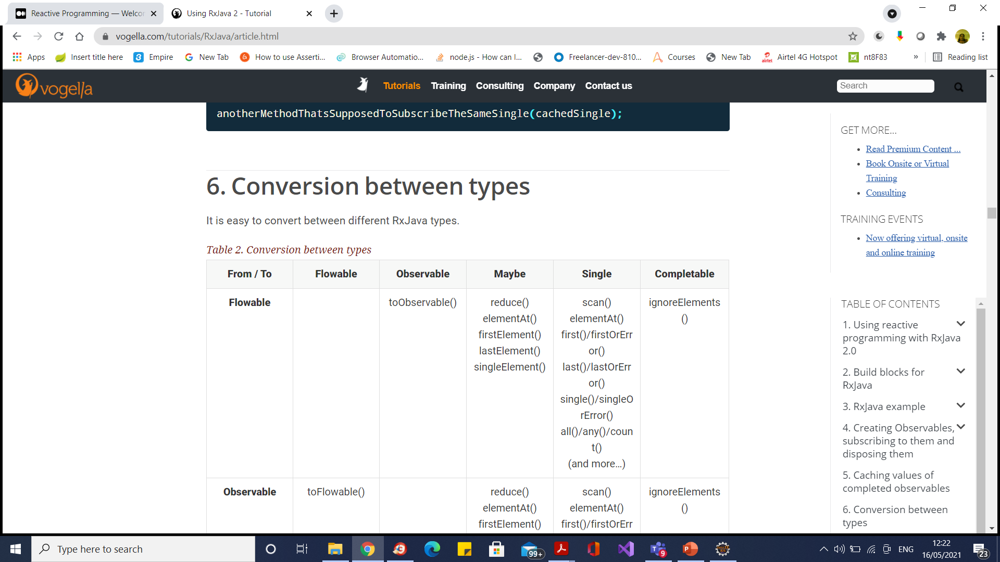 Reactive Programming — Welcor
Using RxJava 2 - Tutorial
vogella.com/tutorials/RxJava/article.html
Apps
Insert title here
Empire
New Tab
How to use Asserti...
Browser Automatio...
node.js - How can I...
Freelancer-dev-810...
Courses
New Tab
airtel
Airtel 4G Hotspot
nt8F83
»
Reading list
vogella
Tutorials
Training
Consulting
Company
Contact us
Search
anotherMethodThatsSupposedToSubscribeTheSameSingle(cachedSingle);
6. Conversion between types
It is easy to convert between different RxJava types.
Table 2. Conversion between types
From / To
Flowable
Observable
Maybe
Single
Completable
Flowable
toObservable()
reduce()
elementAt()
firstElement()
lastElement()
singleElement()
scan()
elementAt()
first()/firstOrErr
or()
last()/lastOrErr
or()
single()/singleO
rError()
all()/any()/coun
t()
(and more…)
ignoreElements
()
Observable
toFlowable()
reduce()
elementAt()
firstElement()
scan()
elementAt()
first()/firstOrErr
ignoreElements
()
GET MORE...
Read Premium Content ...
Book Onsite or Virtual
Training
Consulting
TRAINING EVENTS
Now offering virtual, onsite
and online training
TABLE OF CONTENTS
1. Using reactive
programming with RxJava
2.0
2. Build blocks for
RxJava
3. RxJava example
4. Creating Observables,
subscribing to them and
disposing them
5. Caching values of
completed observables
6. Conversion between
types
Type here to search
99+
9
ENG
12:22
16/05/2021
23